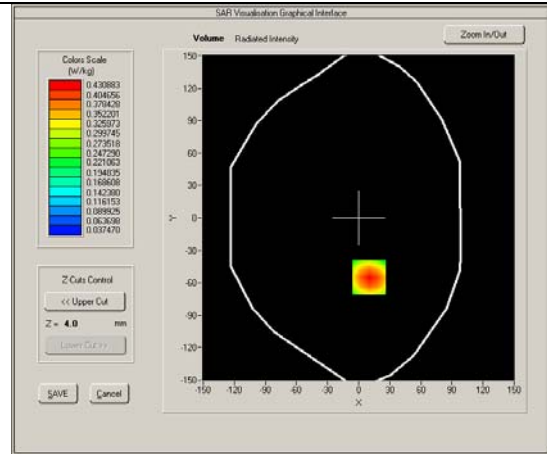 SAR Visualisation Graphical Interface
Volume Radiated Intensity
Zoom In/Out
Colors Scale
(W/kg)
0.430883
0.404656
0.378428
0.352201
0.325973
0.299745
0.273518
0.247290
0.221063
0.194835
0.168608
0.142380
0.116153
0.089925
0.063698
0.037470
150-
120-
90-
60-
30-
0-
-30-
-60-
-90-
-120-
-150-
Y
-150 -120 -90 -60 -30 0 30 60 90 120 150
X
Z Cuts Control
<< Upper Cut
Z = 4.0 mm
Lower Cut >>
SAVE Cancel